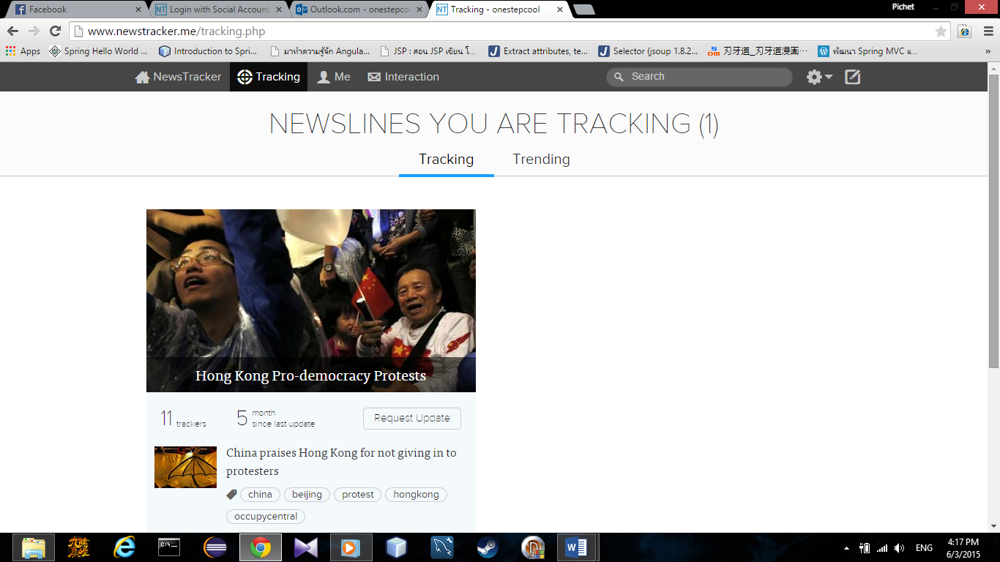 Facebook
Login with Social Account
Outlook.com - onestepcoo
Tracking - onestepcool
Pichet
www.newstracker.me/tracking.php
Apps
Spring Hello World ...
Introduction to Spri...
มาทำความรู้จัก Angula...
JSP : สอน JSP เขียน โ...
Extract attributes, te...
Selector (jsoup 1.8.2...
刃牙道_刃牙道漫画…
พัฒนา Spring MVC แ...
»
NewsTracker
Tracking
Me
Interaction
Search
NEWSLINES YOU ARE TRACKING (1)
Tracking
Trending
Hong Kong Pro-democracy Protests
11 trackers
5 month
since last update
Request Update
China praises Hong Kong for not giving in to
protesters
china
beijing
protest
hongkong
occupycentral
ENG
4:17 PM
6/3/2015